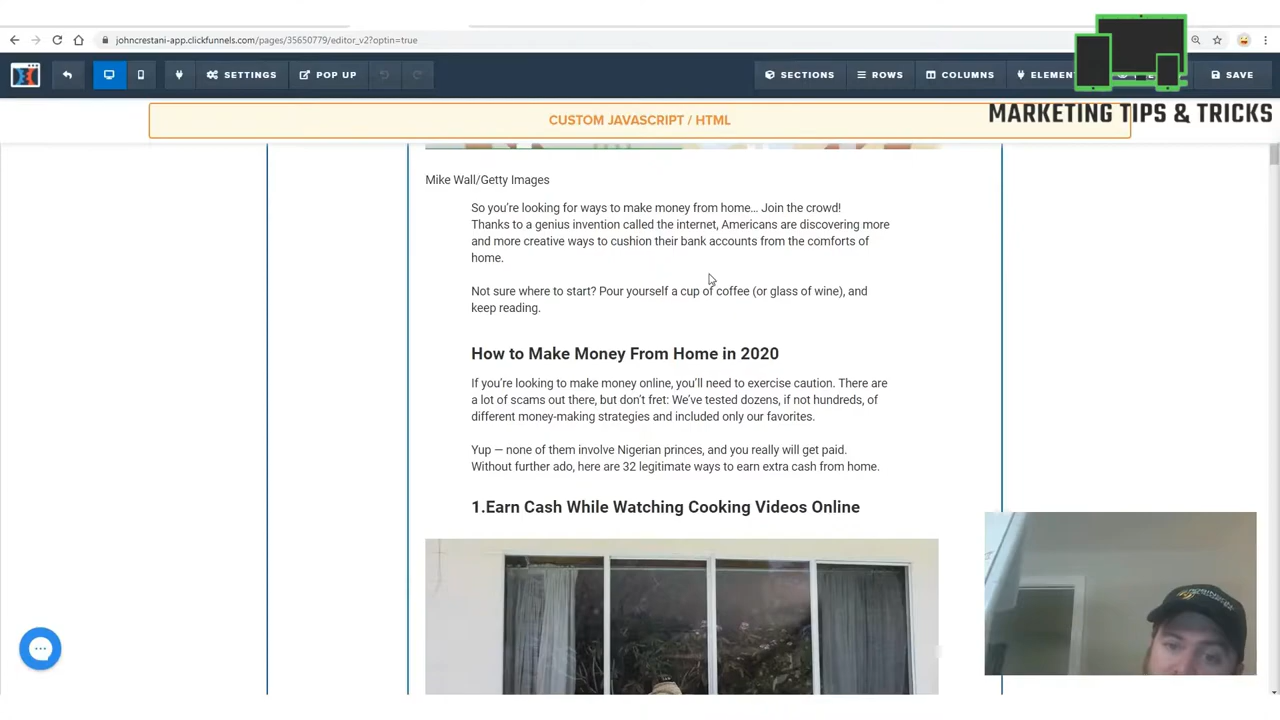 johncrestani-app.clickfunnels.com/pages/35650779/editor_v2?optin=true
SETTINGS
POP UP
SECTIONS
ROWS
COLUMNS
SAVE
MARKETING TIPS & TRICKS
CUSTOM JAVASCRIPT / HTML
Mike Wall/Getty Images
So you're looking for ways to make money from home… Join the crowd!
Thanks to a genius invention called the internet, Americans are discovering more
and more creative ways to cushion their bank accounts from the comforts of
home.
Not sure where to start? Pour yourself a cup of coffee (or glass of wine), and
keep reading.
How to Make Money From Home in 2020
If you're looking to make money online, you'll need to exercise caution. There are
a lot of scams out there, but don't fret: We've tested dozens, if not hundreds, of
different money-making strategies and included only our favorites.
Yup — none of them involve Nigerian princes, and you really will get paid.
Without further ado, here are 32 legitimate ways to earn extra cash from home.
1.Earn Cash While Watching Cooking Videos Online